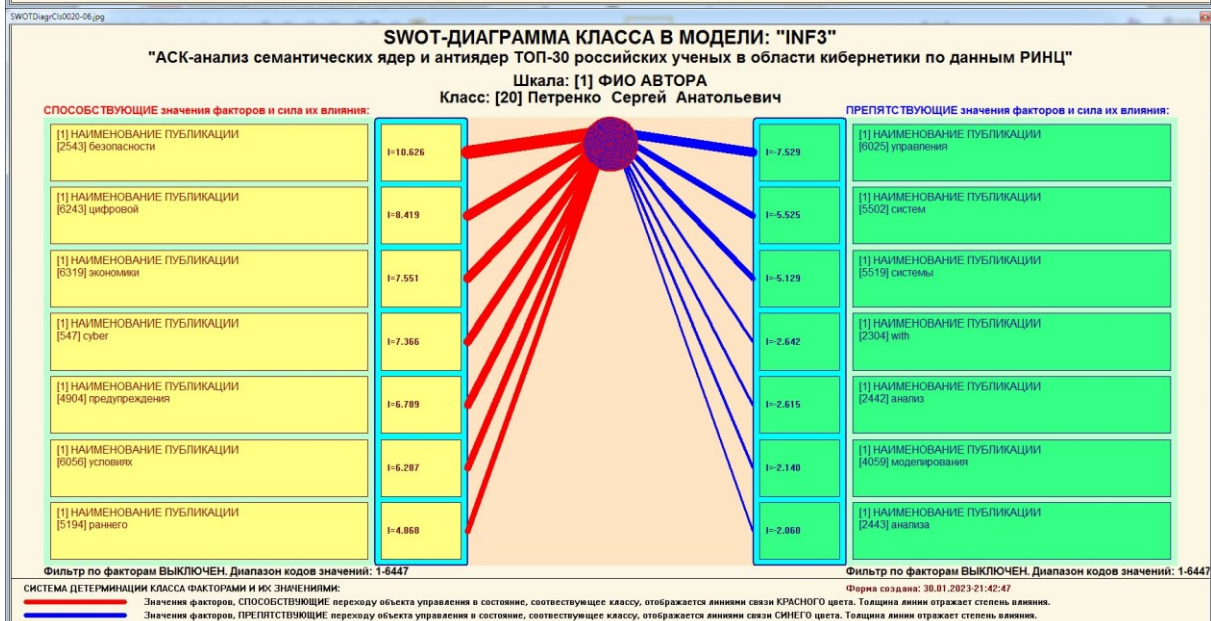 SWOTDiagrCls0020-06.jpg
SWOT-ДИАГРАММА КЛАССА В МОДЕЛИ: "INF3"
"АСК-анализ семантических ядер и антиядер ТОП-30 российских ученых в области кибернетики по данным РИНЦ"
Шкала: [1] ФИО АВТОРА
Класс: [20] Петренко Сергей Анатольевич
СПОСОБСТВУЮЩИЕ значения факторов и сила их влияния:
ПРЕПЯТСТВУЮЩИЕ значения факторов и сила их влияния:
[1] НАИМЕНОВАНИЕ ПУБЛИКАЦИИ
[2543] безопасности
I=10.626
I=-7.529
[1] НАИМЕНОВАНИЕ ПУБЛИКАЦИИ
[6025] управления
[1] НАИМЕНОВАНИЕ ПУБЛИКАЦИИ
[6243] цифровой
I=8.419
I=-5.525
[1] НАИМЕНОВАНИЕ ПУБЛИКАЦИИ
[5502] систем
[1] НАИМЕНОВАНИЕ ПУБЛИКАЦИИ
[6319] экономики
I=7.551
I=-5.129
[1] НАИМЕНОВАНИЕ ПУБЛИКАЦИИ
[5519] системы
[1] НАИМЕНОВАНИЕ ПУБЛИКАЦИИ
[547] cyber
I=7.366
I=-2.642
[1] НАИМЕНОВАНИЕ ПУБЛИКАЦИИ
[2304] with
[1] НАИМЕНОВАНИЕ ПУБЛИКАЦИИ
[4904] предупреждения
I=6.789
I=-2.615
[1] НАИМЕНОВАНИЕ ПУБЛИКАЦИИ
[2442] анализ
[1] НАИМЕНОВАНИЕ ПУБЛИКАЦИИ
[6056] условиях
I=6.287
I=-2.140
[1] НАИМЕНОВАНИЕ ПУБЛИКАЦИИ
[4059] моделирования
[1] НАИМЕНОВАНИЕ ПУБЛИКАЦИИ
[5194] раннего
I=4.868
I=-2.060
[1] НАИМЕНОВАНИЕ ПУБЛИКАЦИИ
[2443] анализа
Фильтр по факторам ВЫКЛЮЧЕН. Диапазон кодов значений: 1-6447
Фильтр по факторам ВЫКЛЮЧЕН. Диапазон кодов значений: 1-6447
СИСТЕМА ДЕТЕРМИНАЦИИ КЛАССА ФАКТОРАМИ И ИХ ЗНАЧЕНИЯМИ:
Форма создана: 30.01.2023-21:42:47
Значения факторов, СПОСОБСТВУЮЩИЕ переходу объекта управления в состояние, соотвествующее классу, отображается линиями связи КРАСНОГО цвета. Толщина линии отражает степень влияния.
Значения факторов, ПРЕПЯТСТВУЮЩИЕ переходу объекта управления в состояние, соотвествующее классу, отображается линиями связи СИНЕГО цвета. Толщина линии отражает степень влияния.